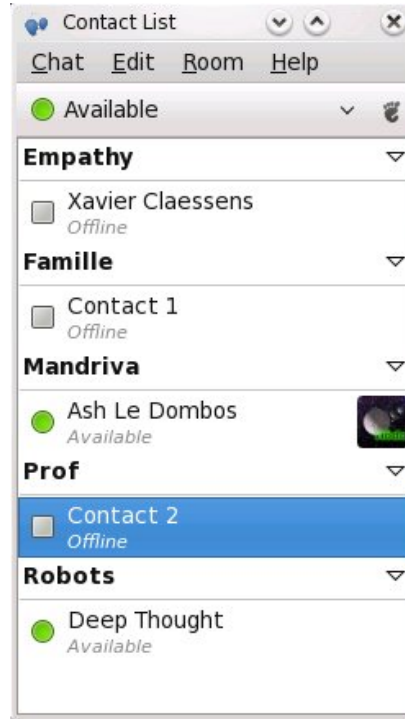 Contact List
Chat Edit Room Help
Available
Empathy
Xavier Claessens
Offline
Famille
Contact 1
Offline
Mandriva
Ash Le Dombos
Available
Prof
Contact 2
Offline
Robots
Deep Thought
Available